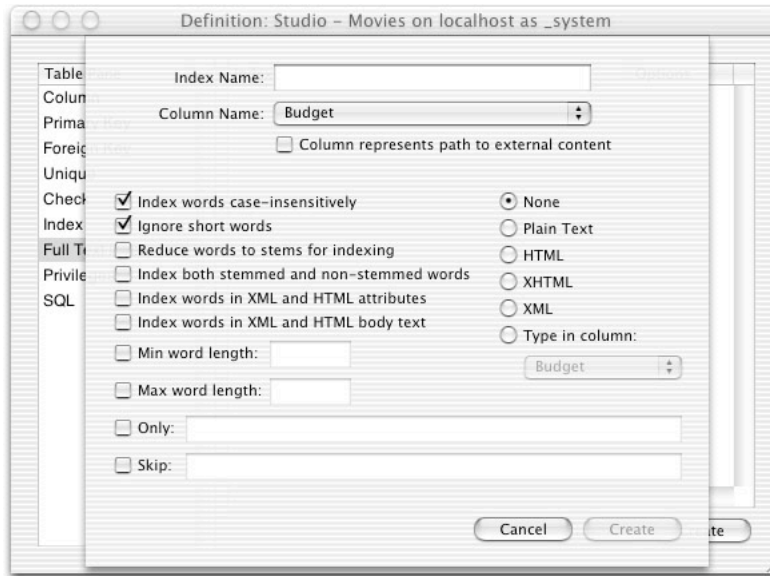 Definition: Studio – Movies on localhost as _system
Table Pane
Options
Column
Primary Key
Foreign Key
Uniqu
Check
Index
Full Te
Privile
SQL
Index Name:
Column Name: Budget
Column represents path to external content
Index words case-insensitively
Ignore short words
Reduce words to stems for indexing
Index both stemmed and non-stemmed words
Index words in XML and HTML attributes
Index words in XML and HTML body text
Min word length:
Max word length:
Only:
Skip:
None
Plain Text
HTML
XHTML
XML
Type in column:
Budget
Cancel
Create
ate